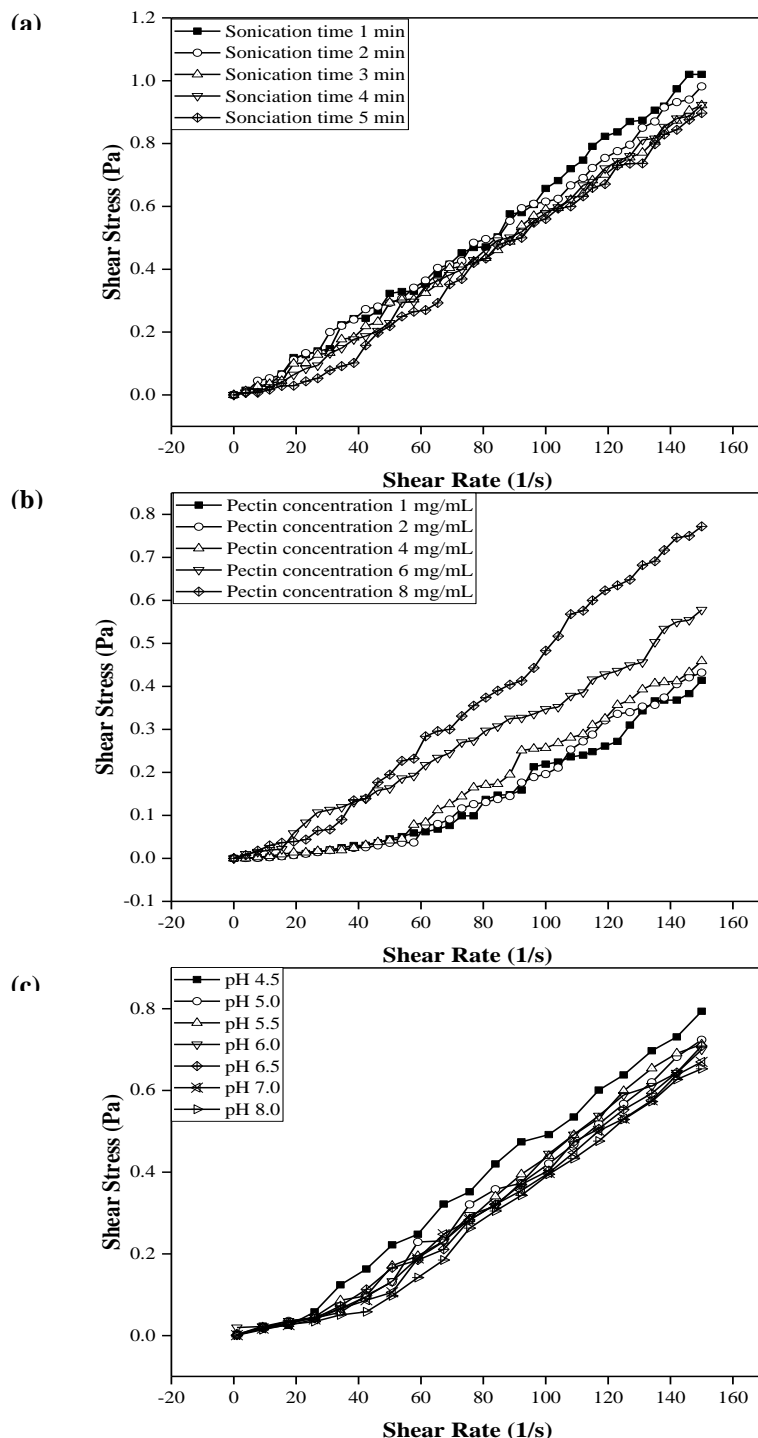 (a)
1.2
1.0
0.8
0.6
0.4
0.2
0.0
Shear Stress (Pa)
Sonication time 1 min
Sonication time 2 min
Sonication time 3 min
Sonciation time 4 min
Sonciation time 5 min
-20 0 20 40 60 80 100 120 140 160
Shear Rate (1/s)
(b)
0.8
0.7
0.6
0.5
0.4
0.3
0.2
0.1
0.0
-0.1
Shear Stress (Pa)
Pectin concentration 1 mg/mL
Pectin concentration 2 mg/mL
Pectin concentration 4 mg/mL
Pectin concentration 6 mg/mL
Pectin concentration 8 mg/mL
-20 0 20 40 60 80 100 120 140 160
Shear Rate (1/s)
(c)
0.8
0.6
0.4
0.2
0.0
Shear Stress (Pa)
pH 4.5
pH 5.0
pH 5.5
pH 6.0
pH 6.5
pH 7.0
pH 8.0
-20 0 20 40 60 80 100 120 140 160
Shear Rate (1/s)